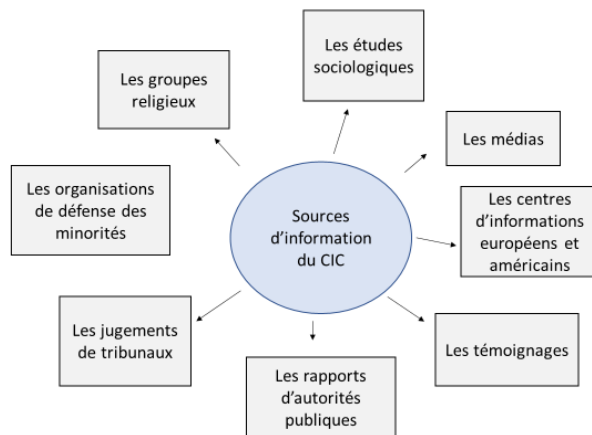 Les études
sociologiques
Les groupes
religieux
Les médias
Les organisations
de défense des
minorités
Sources
d'information
du CIC
Les centres
d'informations
européens et
américains
Les jugements
de tribunaux
Les témoignages
Les rapports
d'autorités
publiques